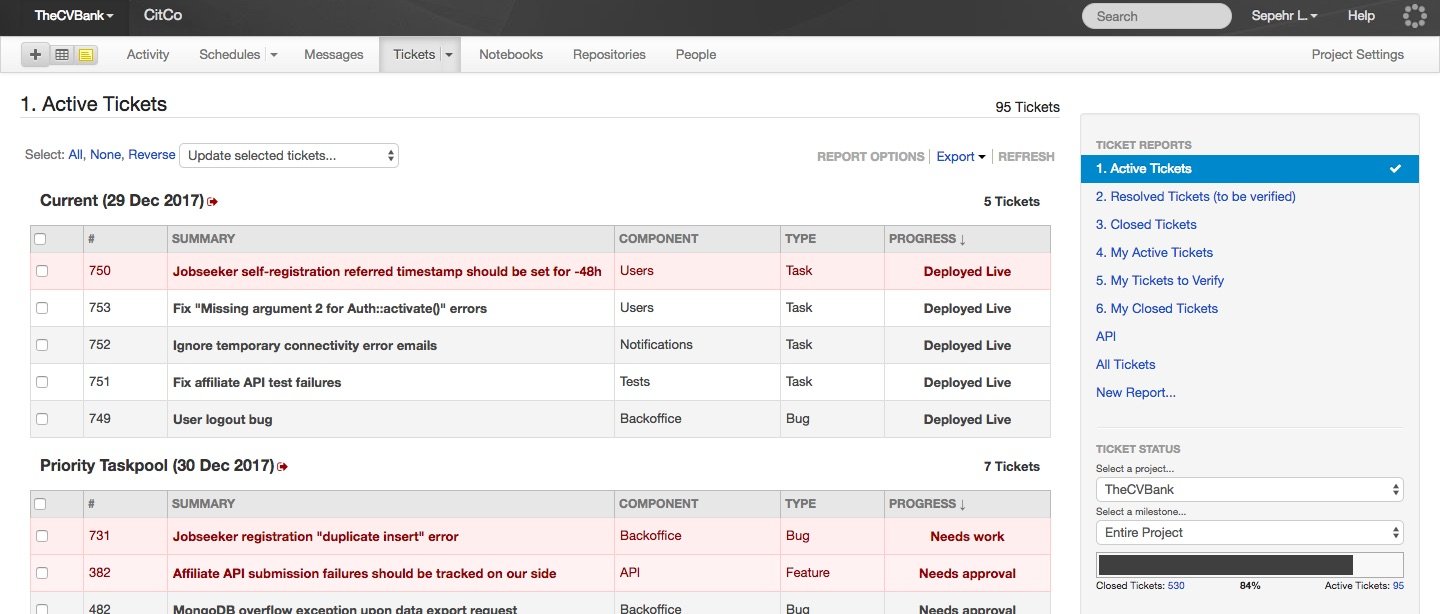 TheCVBank CitCo Search Sepehr L. Help
Activity Schedules Messages Tickets Notebooks Repositories People Project Settings
1. Active Tickets 95 Tickets
Select: All, None, Reverse Update selected tickets... REPORT OPTIONS Export REFRESH
Current (29 Dec 2017) 5 Tickets
# SUMMARY COMPONENT TYPE PROGRESS ↓
750 Jobseeker self-registration referred timestamp should be set for -48h Users Task Deployed Live
753 Fix "Missing argument 2 for Auth::activate()" errors Users Task Deployed Live
752 Ignore temporary connectivity error emails Notifications Task Deployed Live
751 Fix affiliate API test failures Tests Task Deployed Live
749 User logout bug Backoffice Bug Deployed Live
Priority Taskpool (30 Dec 2017) 7 Tickets
# SUMMARY COMPONENT TYPE PROGRESS ↓
731 Jobseeker registration "duplicate insert" error Backoffice Bug Needs work
382 Affiliate API submission failures should be tracked on our side API Feature Needs approval
482 MongoDB overflow exception upon data export request Backoffice Bug Needs approval
TICKET REPORTS
1. Active Tickets
2. Resolved Tickets (to be verified)
3. Closed Tickets
4. My Active Tickets
5. My Tickets to Verify
6. My Closed Tickets
API
All Tickets
New Report...
TICKET STATUS
Select a project...
TheCVBank
Select a milestone...
Entire Project
Closed Tickets: 530 84% Active Tickets: 95